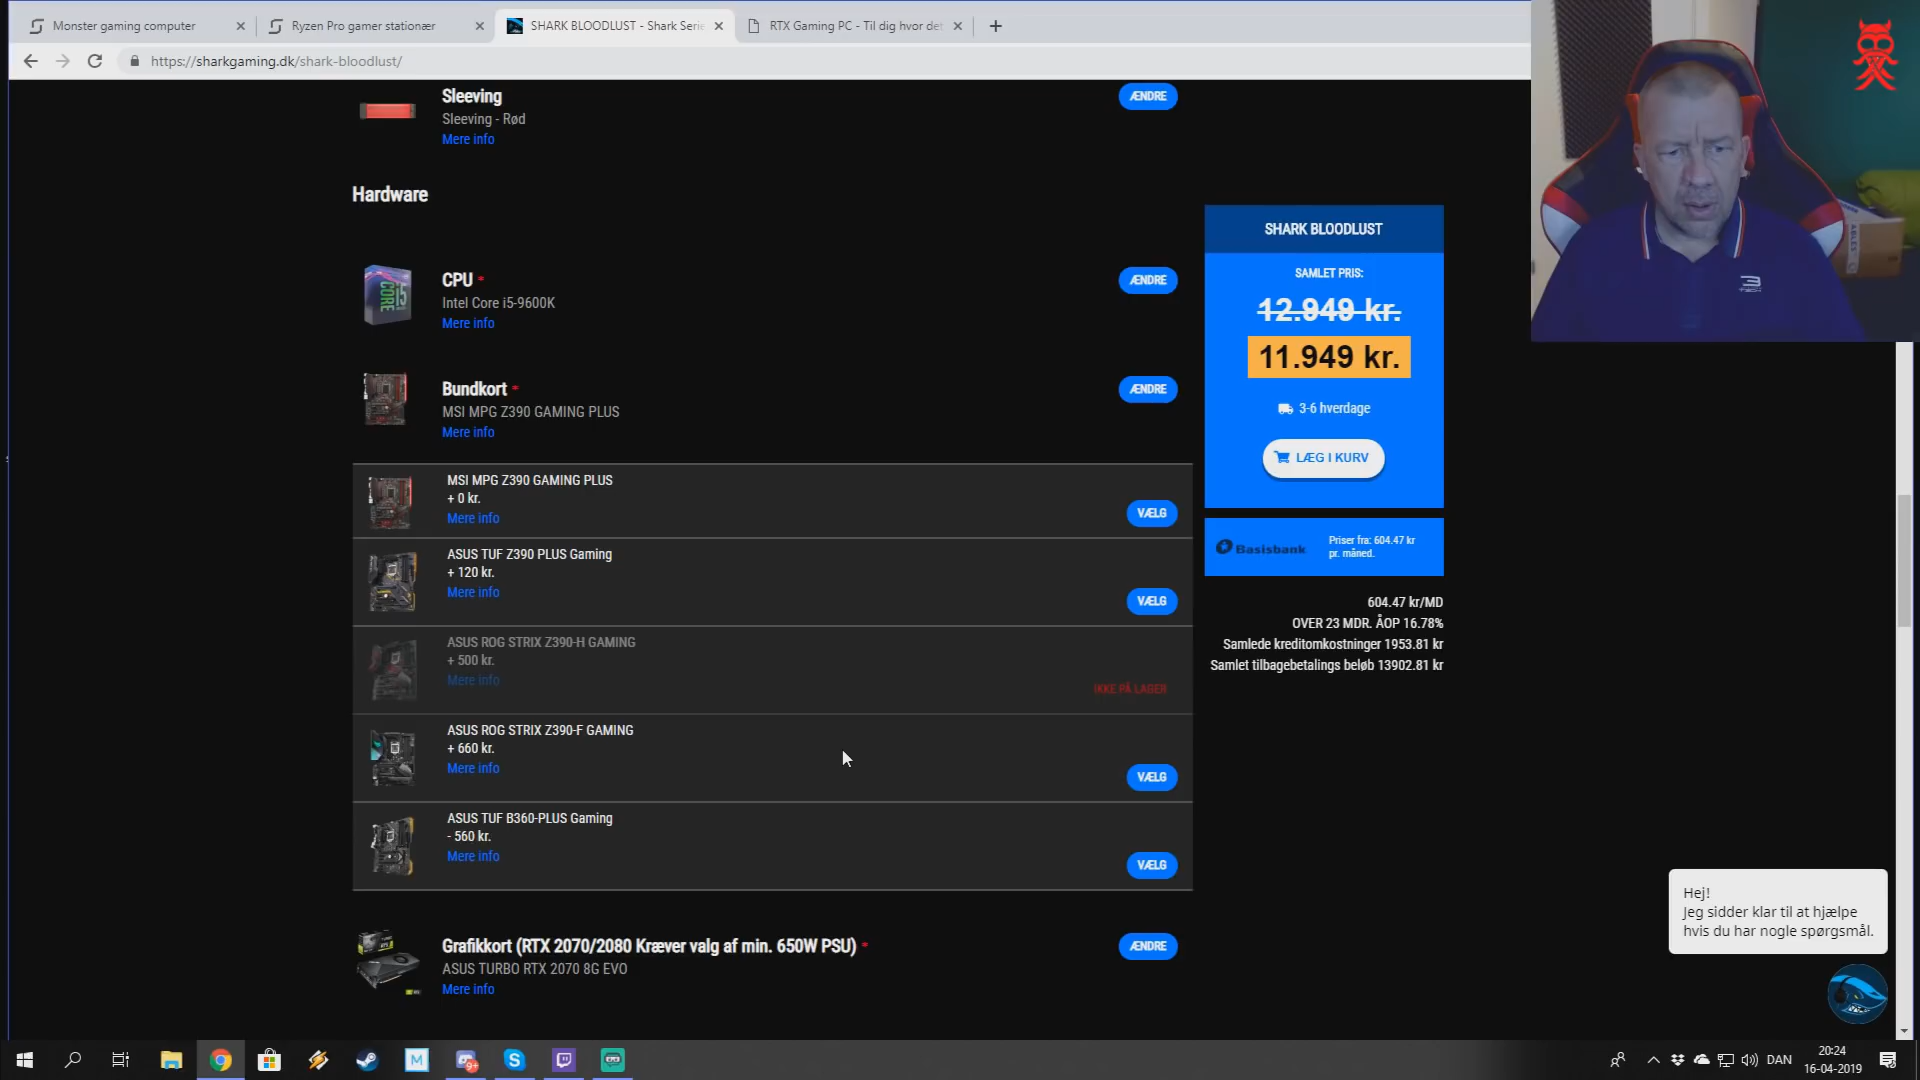 Monster gaming computer
Ryzen Pro gamer stationær
SHARK BLOODLUST - Shark Serie
RTX Gaming PC - Til dig hvor det
https://sharkgaming.dk/shark-bloodlust/
Sleeving
Sleeving - Rød
Mere info
ÆNDRE
Hardware
CPU *
Intel Core i5-9600K
Mere info
ÆNDRE
Bundkort *
MSI MPG Z390 GAMING PLUS
Mere info
ÆNDRE
MSI MPG Z390 GAMING PLUS
+ 0 kr.
Mere info
VÆLG
ASUS TUF Z390 PLUS Gaming
+ 120 kr.
Mere info
VÆLG
ASUS ROG STRIX Z390-H GAMING
+ 500 kr.
Mere info
IKKE PÅ LAGER
ASUS ROG STRIX Z390-F GAMING
+ 660 kr.
Mere info
VÆLG
ASUS TUF B360-PLUS Gaming
- 560 kr.
Mere info
VÆLG
Grafikkort (RTX 2070/2080 Kræver valg af min. 650W PSU) *
ASUS TURBO RTX 2070 8G EVO
Mere info
ÆNDRE
SHARK BLOODLUST
SAMLET PRIS:
12.949 kr.
11.949 kr.
3-6 hverdage
LÆG I KURV
Basisbank
Priser fra: 604.47 kr
pr. måned.
604.47 kr/MD
OVER 23 MDR. ÅOP 16.78%
Samlede kreditomkostninger 1953.81 kr
Samlet tilbagebetalings beløb 13902.81 kr
Hej!
Jeg sidder klar til at hjælpe
hvis du har nogle spørgsmål.
DAN
20:24
16-04-2019